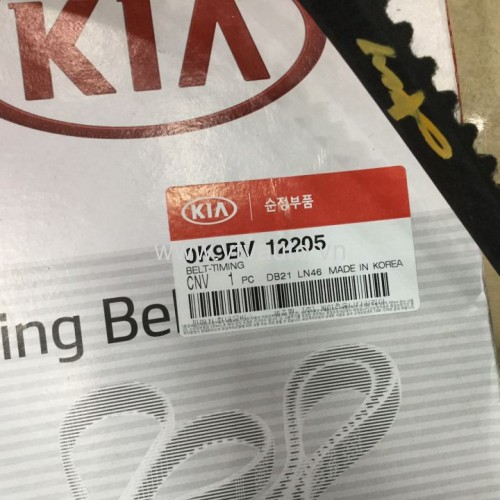 KIA
KIA 순정부품
0K9BV 12205
BELT-TIMING
CNV 1 PC DB21 LN46 MADE IN KOREA
ing Bel